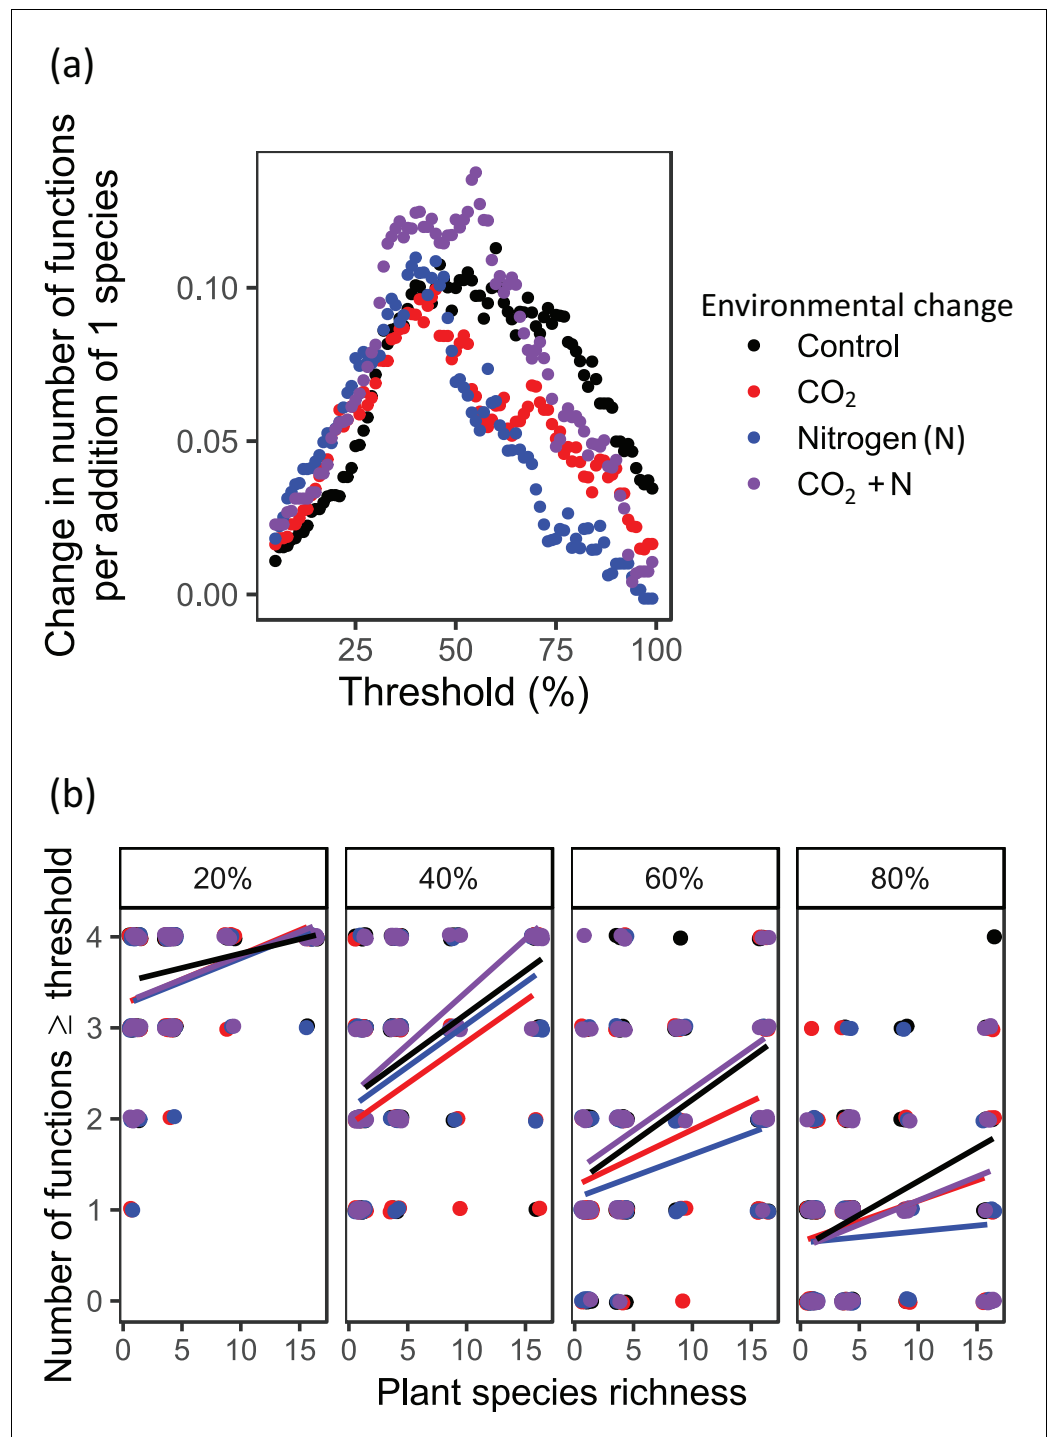 (a)
Change in number of functions
per addition of 1 species
0.10
0.05
0.00
25 50 75 100
Threshold (%)
Environmental change
Control
CO₂
Nitrogen (N)
CO₂ + N
(b)
Number of functions ≥ threshold
20% 40% 60% 80%
4
3
2
1
0
0 5 10 15 0 5 10 15 0 5 10 15 0 5 10 15
Plant species richness